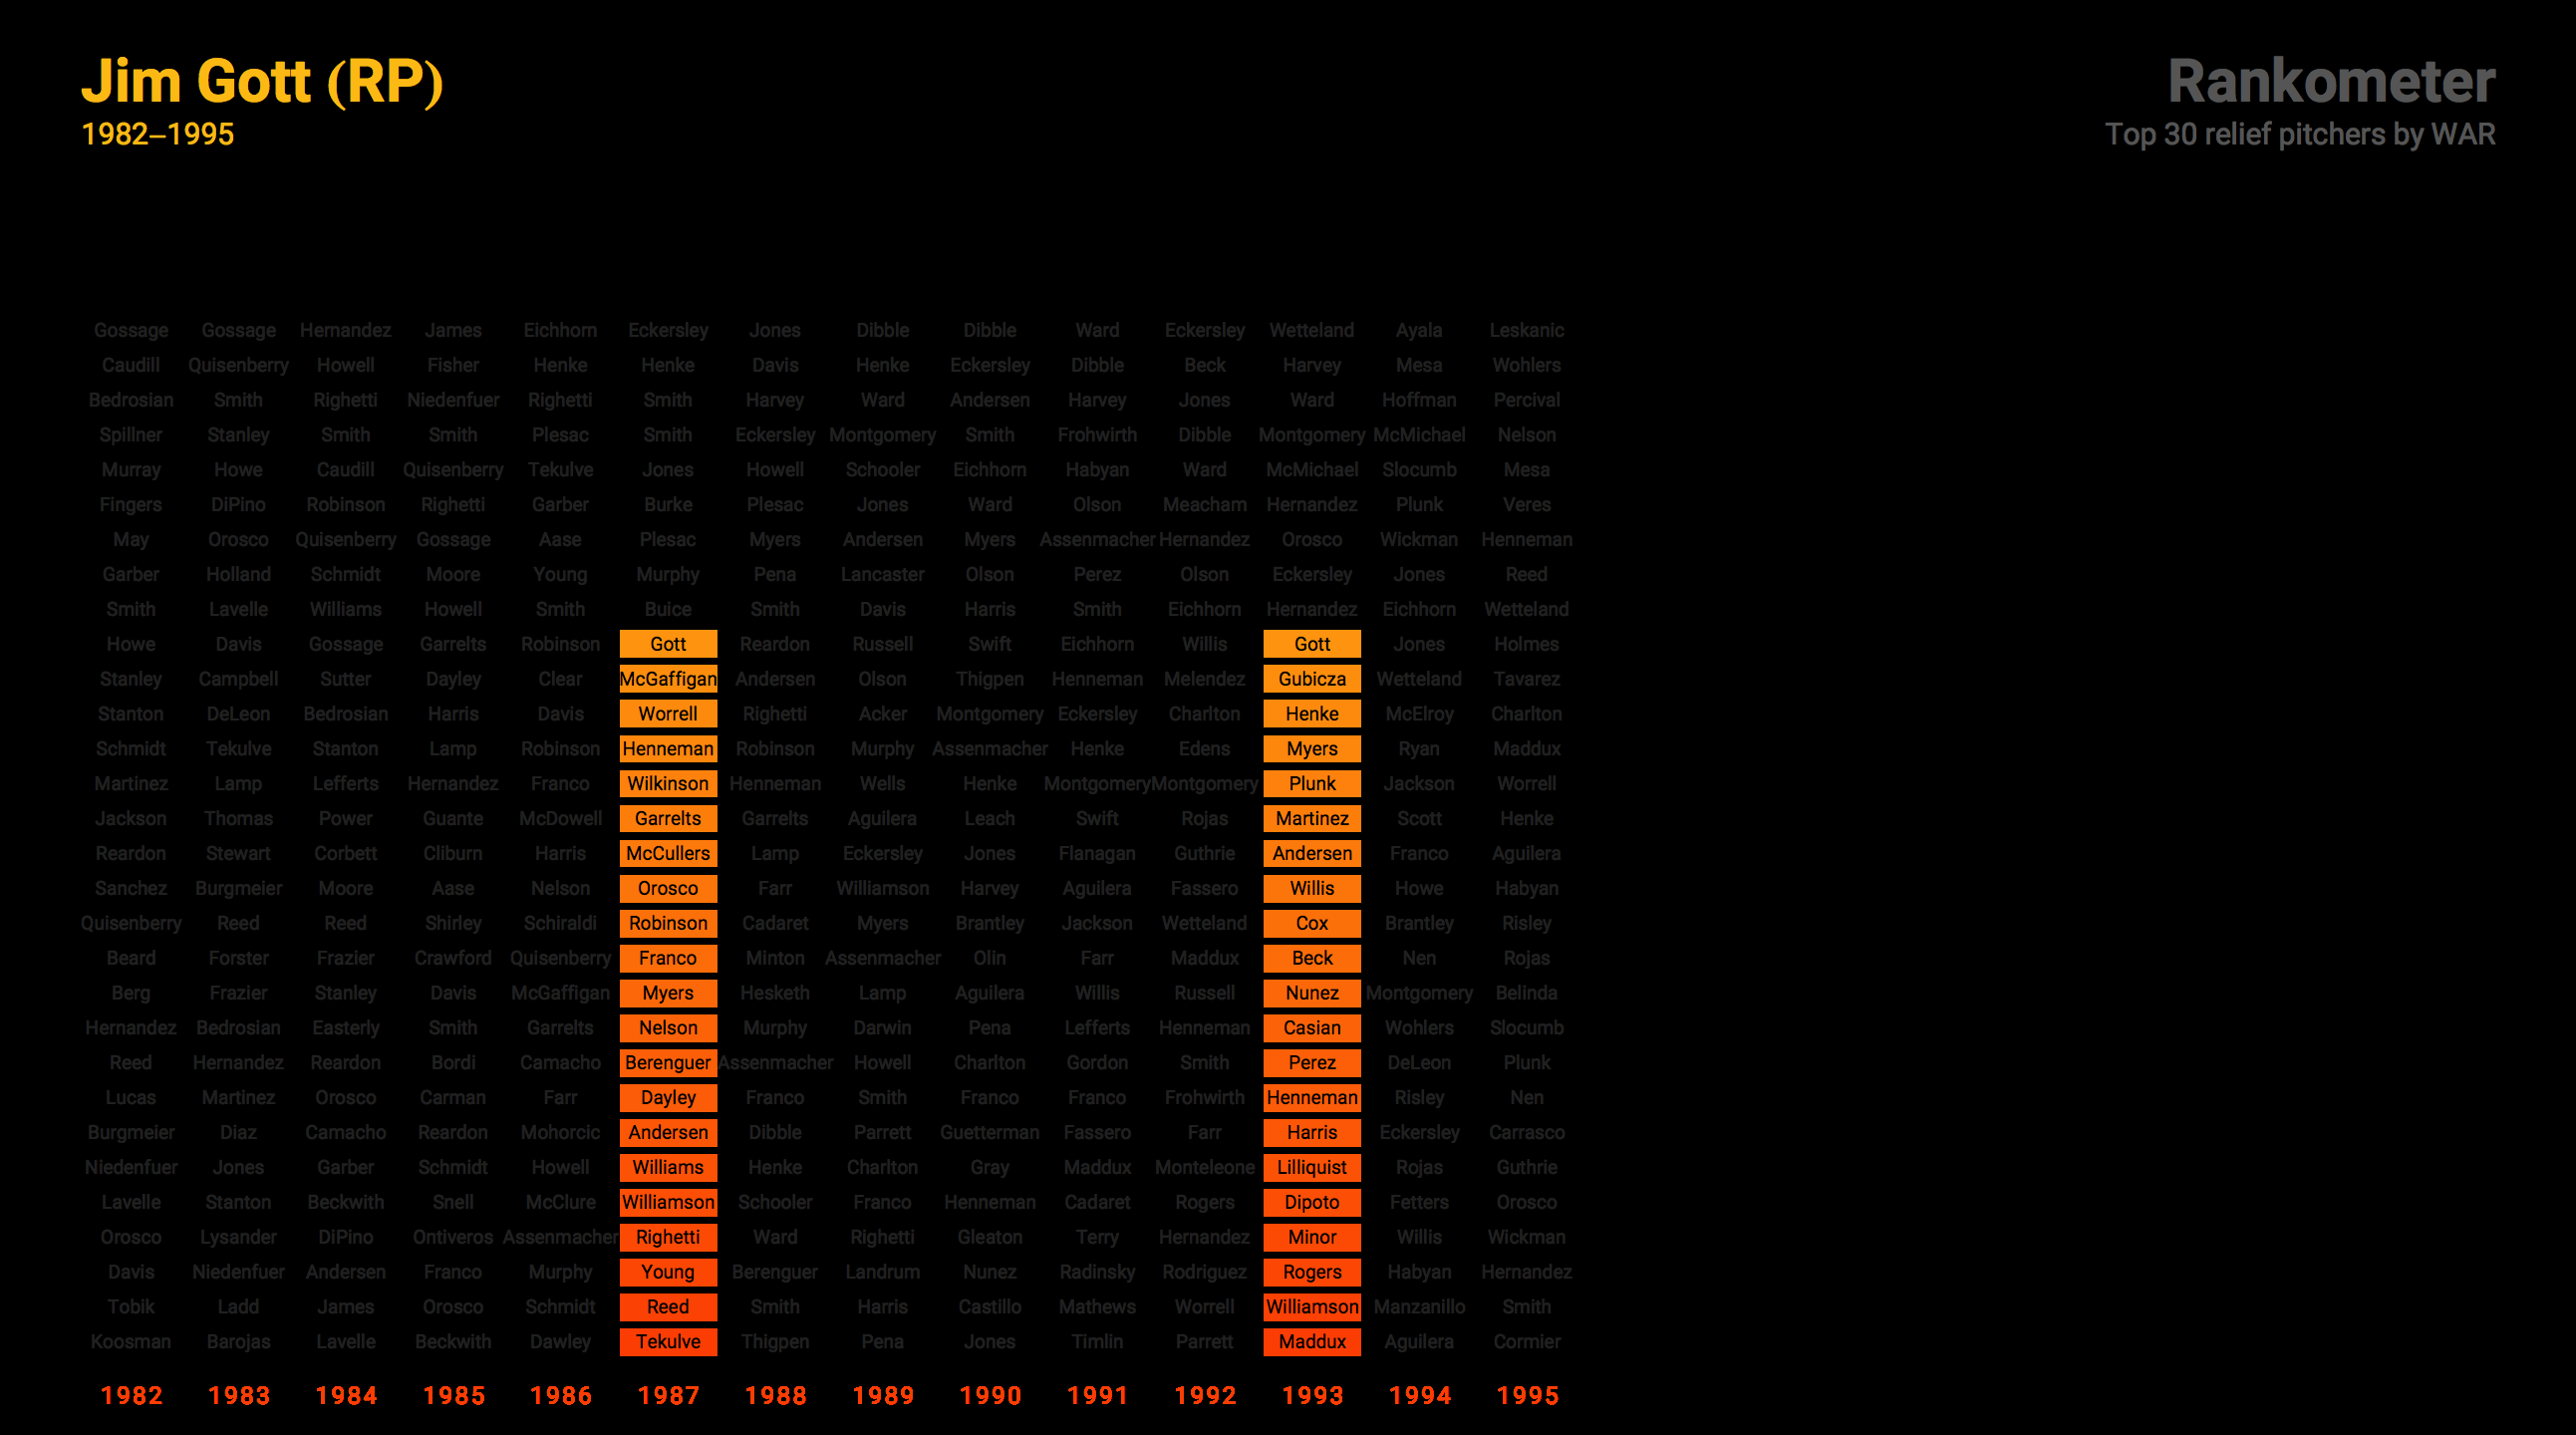 Jim Gott (RP)
1982–1995
Rankometer
Top 30 relief pitchers by WAR
Gossage Gossage Hernandez James Eichhorn Eckersley Jones Dibble Dibble Ward Eckersley Wetteland Ayala Leskanic
Caudill Quisenberry Howell Fisher Henke Henke Davis Henke Eckersley Dibble Beck Harvey Mesa Wohlers
Bedrosian Smith Righetti Niedenfuer Righetti Smith Harvey Ward Andersen Harvey Jones Ward Hoffman Percival
Spillner Stanley Smith Smith Plesac Smith Eckersley Montgomery Smith Frohwirth Dibble Montgomery McMichael Nelson
Murray Howe Caudill Quisenberry Tekulve Jones Howell Schooler Eichhorn Habyan Ward McMichael Slocumb Mesa
Fingers DiPino Robinson Righetti Garber Burke Plesac Jones Ward Olson Meacham Hernandez Plunk Veres
May Orosco Quisenberry Gossage Aase Plesac Myers Andersen Myers Assenmacher Hernandez Orosco Wickman Henneman
Garber Holland Schmidt Moore Young Murphy Pena Lancaster Olson Perez Olson Eckersley Jones Reed
Smith Lavelle Williams Howell Smith Buice Smith Davis Harris Smith Eichhorn Hernandez Eichhorn Wetteland
Howe Davis Gossage Garrelts Robinson Gott Reardon Russell Swift Eichhorn Willis Gott Jones Holmes
Stanley Campbell Sutter Dayley Clear McGaffigan Andersen Olson Thigpen Henneman Melendez Gubicza Wetteland Tavarez
Stanton DeLeon Bedrosian Harris Davis Worrell Righetti Acker Montgomery Eckersley Charlton Henke McElroy Charlton
Schmidt Tekulve Stanton Lamp Robinson Henneman Robinson Murphy Assenmacher Henke Edens Myers Ryan Maddux
Martinez Lamp Lefferts Hernandez Franco Wilkinson Henneman Wells Henke Montgomery Montgomery Plunk Jackson Worrell
Jackson Thomas Power Guante McDowell Garrelts Garrelts Aguilera Leach Swift Rojas Martinez Scott Henke
Reardon Stewart Corbett Cliburn Harris McCullers Lamp Eckersley Jones Flanagan Guthrie Andersen Franco Aguilera
Sanchez Burgmeier Moore Aase Nelson Orosco Farr Williamson Harvey Aguilera Fassero Willis Howe Habyan
Quisenberry Reed Reed Shirley Schiraldi Robinson Cadaret Myers Brantley Jackson Wetteland Cox Brantley Risley
Beard Forster Frazier Crawford Quisenberry Franco Minton Assenmacher Olin Farr Maddux Beck Nen Rojas
Berg Frazier Stanley Davis McGaffigan Myers Hesketh Lamp Aguilera Willis Russell Nunez Montgomery Belinda
Hernandez Bedrosian Easterly Smith Garrelts Nelson Murphy Darwin Pena Lefferts Henneman Casian Wohlers Slocumb
Reed Hernandez Reardon Bordi Camacho Berenguer Assenmacher Howell Charlton Gordon Smith Perez DeLeon Plunk
Lucas Martinez Orosco Carman Farr Dayley Franco Smith Franco Franco Frohwirth Henneman Risley Nen
Burgmeier Diaz Camacho Reardon Mohorcic Andersen Dibble Parrett Guetterman Fassero Farr Harris Eckersley Carrasco
Niedenfuer Jones Garber Schmidt Howell Williams Henke Charlton Gray Maddux Monteleone Lilliquist Rojas Guthrie
Lavelle Stanton Beckwith Snell McClure Williamson Schooler Franco Henneman Cadaret Rogers Dipoto Fetters Orosco
Orosco Lysander DiPino Ontiveros Assenmacher Righetti Ward Righetti Gleaton Terry Hernandez Minor Willis Wickman
Davis Niedenfuer Andersen Franco Murphy Young Berenguer Landrum Nunez Radinsky Rodriguez Rogers Habyan Hernandez
Tobik Ladd James Orosco Schmidt Reed Smith Harris Castillo Mathews Worrell Williamson Manzanillo Smith
Koosman Barojas Lavelle Beckwith Dawley Tekulve Thigpen Pena Jones Timlin Parrett Maddux Aguilera Cormier
1982 1983 1984 1985 1986 1987 1988 1989 1990 1991 1992 1993 1994 1995